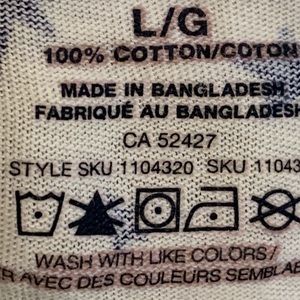 L/G
100% COTTON/COTON
MADE IN BANGLADESH
FABRIQUÉ AU BANGLADESH
CA 52427
STYLE SKU 1104320 SKU 11043
WASH WITH LIKE COLORS/
AVEC DES COULEURS